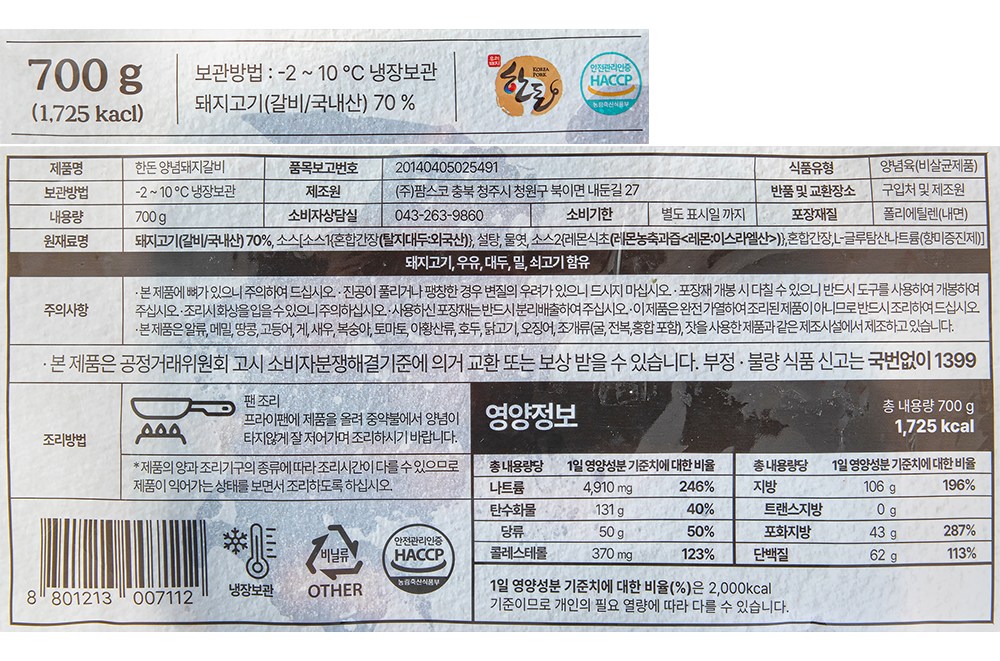 700 g
(1,725 kacl)
보관방법 : -2 ~ 10 ℃ 냉장보관
돼지고기(갈비/국내산) 70 %
우리돼지
한돈
KOREA PORK
안전관리인증
HACCP
농림축산식품부
제품명 한돈 양념돼지갈비 품목보고번호 20140405025491 식품유형 양념육(비살균제품)
보관방법 -2 ~ 10 ℃ 냉장보관 제조원 (주)팜스코 충북 청주시 청원구 북이면 내둔길 27 반품 및 교환장소 구입처 및 제조원
내용량 700 g 소비자상담실 043-263-9860 소비기한 별도 표시일 까지 포장재질 폴리에틸렌(내면)
원재료명 돼지고기(갈비/국내산) 70%, 소스[소스1{혼합간장(탈지대두:외국산)}, 설탕, 물엿, 소스2{레몬식초(레몬농축과즙<레몬:이스라엘산>)},혼합간장,L-글루탐산나트륨(향미증진제)]
돼지고기, 우유, 대두, 밀, 쇠고기 함유
주의사항
· 본 제품에 뼈가 있으니 주의하여 드십시오 · 진공이 풀리거나 팽창한 경우 변질의 우려가 있으니 드시지 마십시오 · 포장재 개봉 시 다칠 수 있으니 반드시 도구를 사용하여 개봉하여
주십시오 · 조리시 화상을 입을 수 있으니 주의하십시오 · 사용하신 포장재는 반드시 분리배출하여 주십시오 · 이 제품은 완전 가열하여 조리된 제품이 아니므로 반드시 조리하여 드십시오
· 본 제품은 알류, 메밀, 땅콩, 고등어, 게, 새우, 복숭아, 토마토, 아황산류, 호두, 닭고기, 오징어, 조개류(굴, 전복, 홍합 포함), 잣을 사용한 제품과 같은 제조시설에서 제조하고 있습니다.
· 본 제품은 공정거래위원회 고시 소비자분쟁해결기준에 의거 교환 또는 보상 받을 수 있습니다. 부정 · 불량 식품 신고는 국번없이 1399
조리방법
팬 조리
프라이팬에 제품을 올려 중약불에서 양념이
타지않게 잘 저어가며 조리하시기 바랍니다.
*제품의 양과 조리기구의 종류에 따라 조리시간이 다를 수 있으므로
제품이 익어가는 상태를 보면서 조리하도록 하십시오.
8 801213 007112
냉장보관
비닐류
OTHER
안전관리인증
HACCP
농림축산식품부
영양정보
총 내용량 700 g
1,725 kcal
총 내용량당 1일 영양성분 기준치에 대한 비율 총 내용량당 1일 영양성분 기준치에 대한 비율
나트륨 4,910 mg 246% 지방 106 g 196%
탄수화물 131 g 40% 트랜스지방 0 g
당류 50 g 50% 포화지방 43 g 287%
콜레스테롤 370 mg 123% 단백질 62 g 113%
1일 영양성분 기준치에 대한 비율(%)은 2,000kcal
기준이므로 개인의 필요 열량에 따라 다를 수 있습니다.